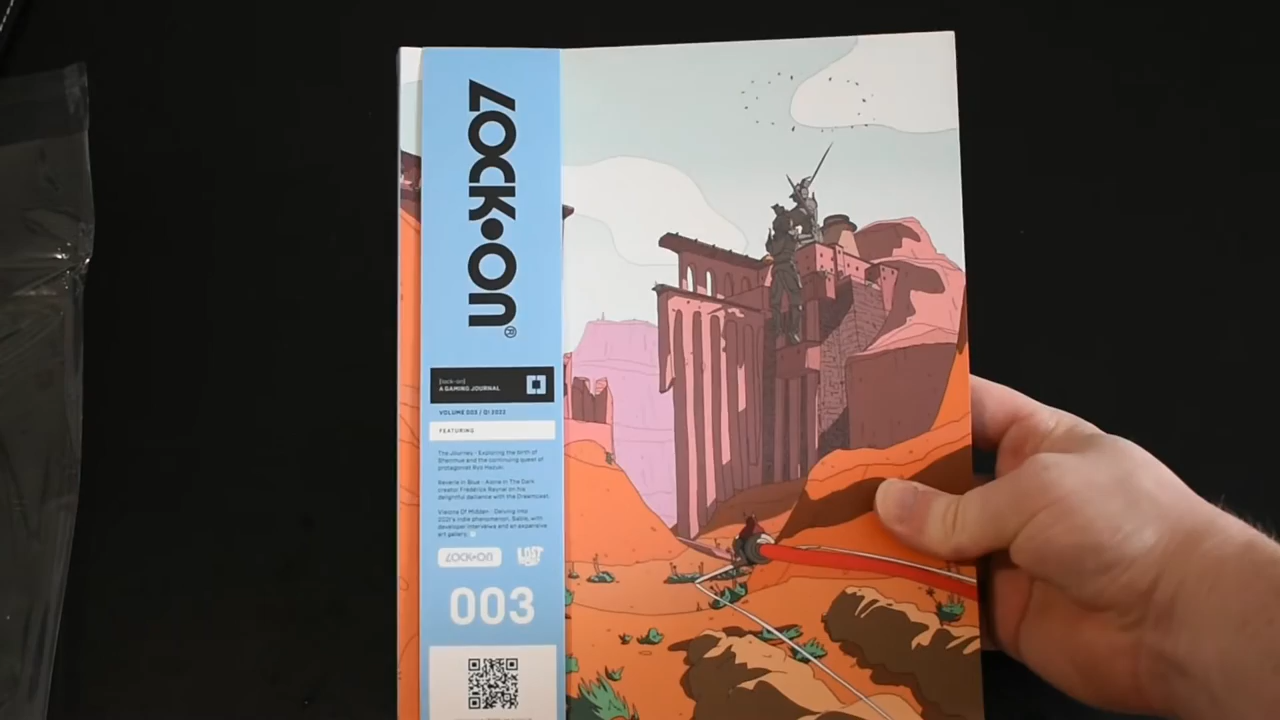 LOCK•ON®
[lock-on]
A GAMING JOURNAL
VOLUME 003 / Q1 2022
FEATURING
The Journey - Exploring the birth of
Shenmue and the continuing quest of
protagonist Ryo Hazuki.
Reverie in Blue - Alone in The Dark
creator Frederick Raynal on his
delightful dalliance with the Dreamcast.
Visions Of Midden - Delving into
2021's indie phenomenon, Sable, with
developer interviews and an expansive
art gallery.
LOCK•ON
LOST
003